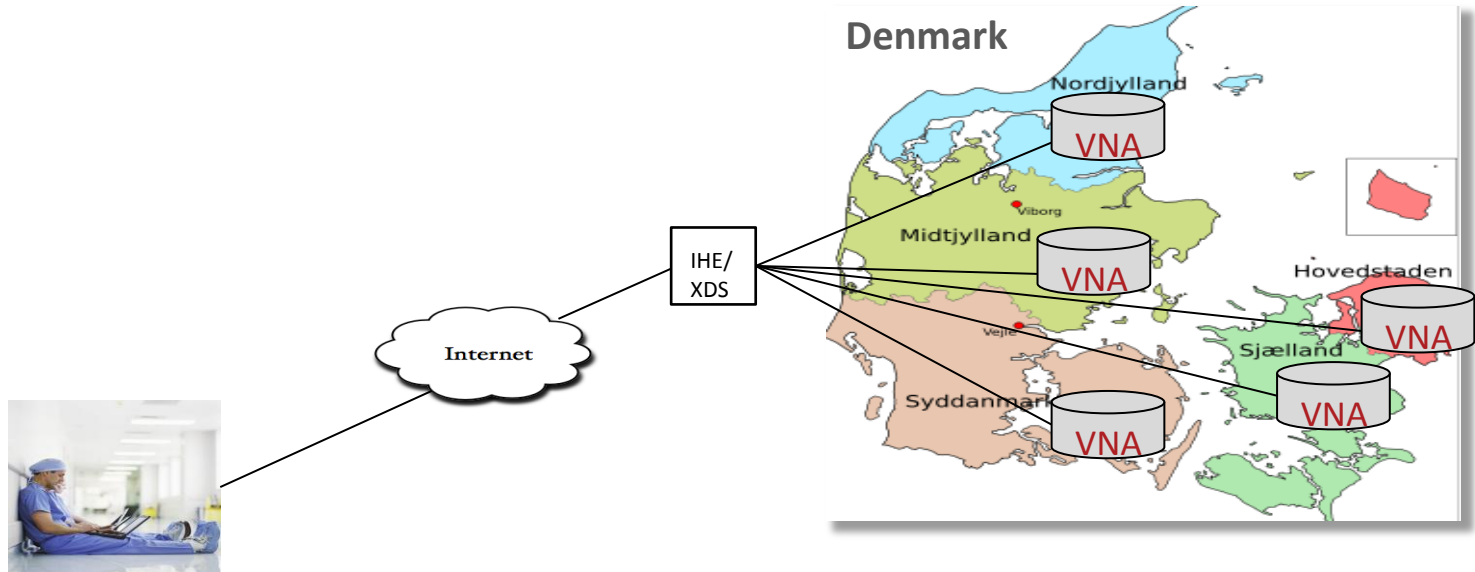 Denmark
Nordjylland
VNA
Viborg
Midtjylland
VNA
IHE/
XDS
Hovedstaden
VNA
Vejle
Sjælland
Internet
Syddanmark
VNA
VNA